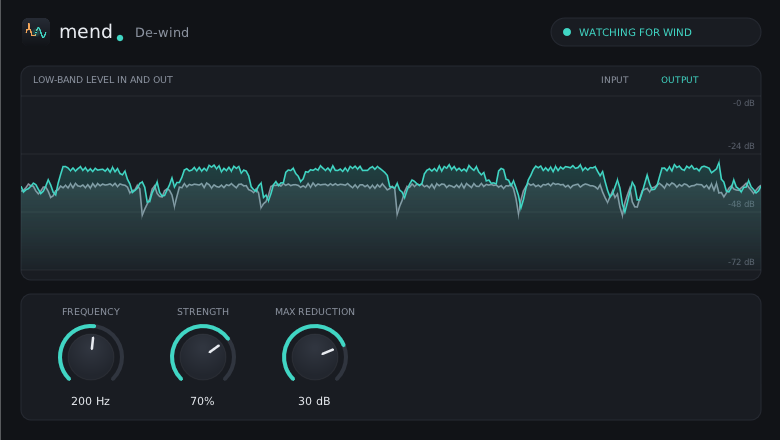 mend. De-wind
WATCHING FOR WIND
LOW-BAND LEVEL IN AND OUT
INPUT OUTPUT
-0 dB
-24 dB
-48 dB
-72 dB
FREQUENCY STRENGTH MAX REDUCTION
200 Hz 70% 30 dB